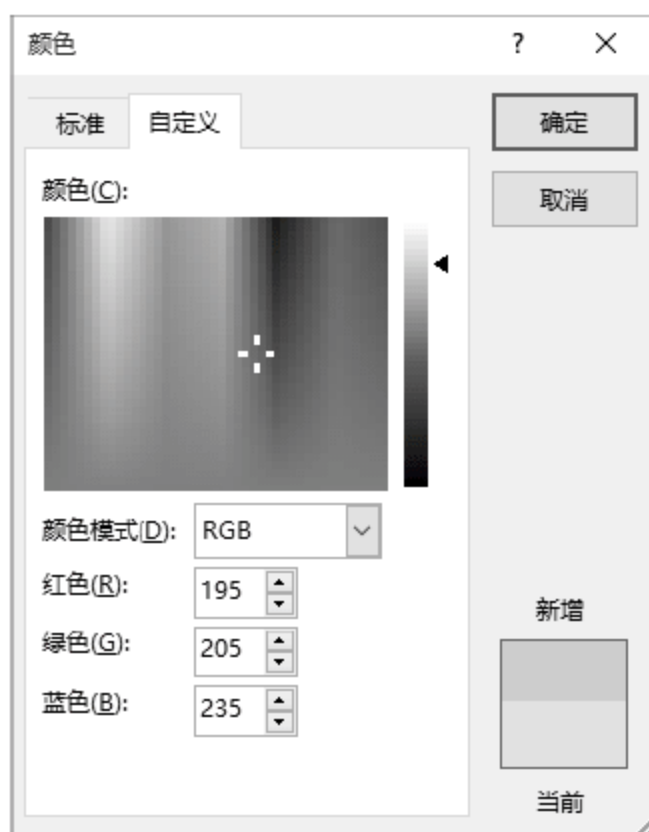 颜色 ?
标准 自定义 确定
取消
颜色(C):
颜色模式(D): RGB
红色(R): 195
绿色(G): 205
蓝色(B): 235
新增
当前